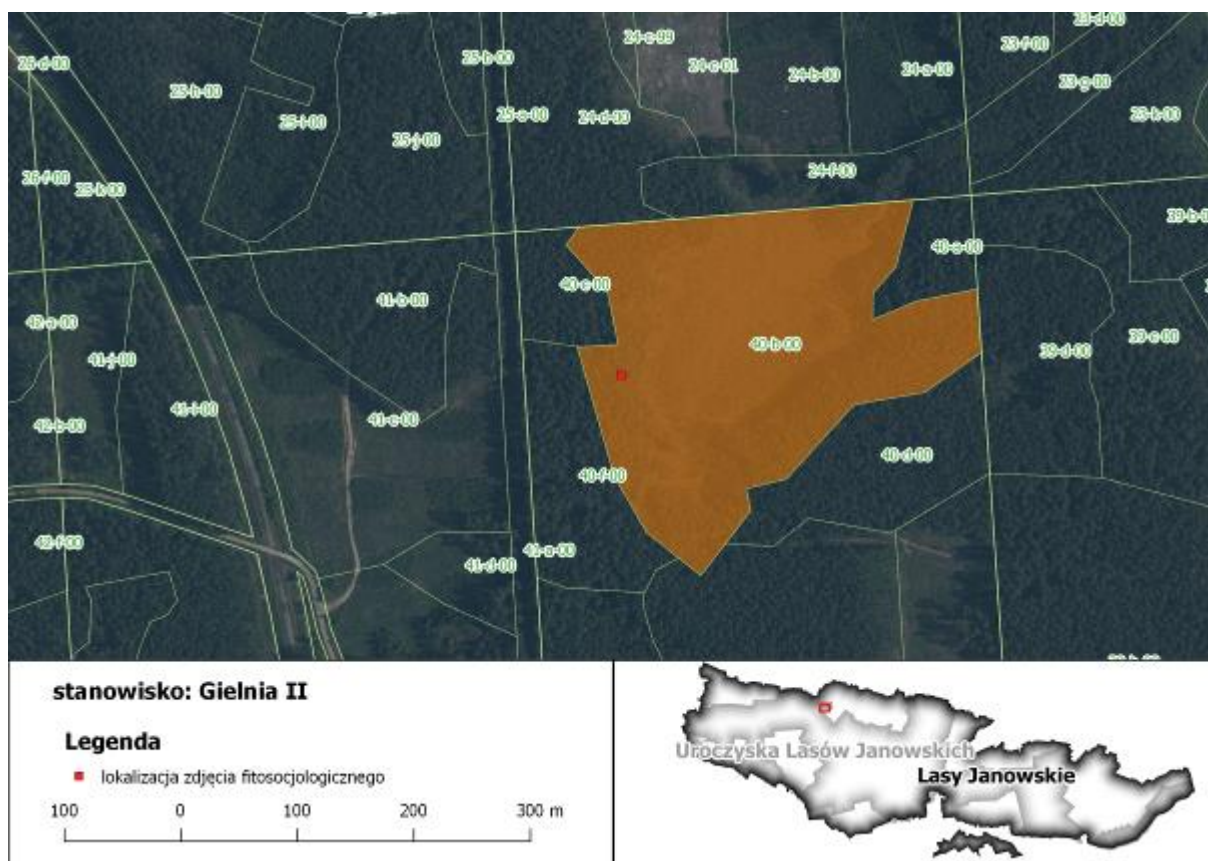 24-c-99
23-d-00
23-f-00
26-d-00
25-h-00
25-b-00
24-c-01
24-b-00
24-a-00
23-g-00
25-i-00
25-a-00
24-d-00
25-j-00
23-k-00
26-f-00
25-k-00
24-f-00
39-b-0
40-a-00
40-c-00
41-b-00
42-a-00
41-j-00
40-b-00
39-d-00
39-c-00
41-i-00
41-c-00
42-b-00
40-f-00
40-d-00
42-f-00
41-d-00
41-a-00
stanowisko: Gielnia II
Legenda
lokalizacja zdjęcia fitosocjologicznego
100 0 100 200 300 m
Uroczyska Lasów Janowskich
Lasy Janowskie